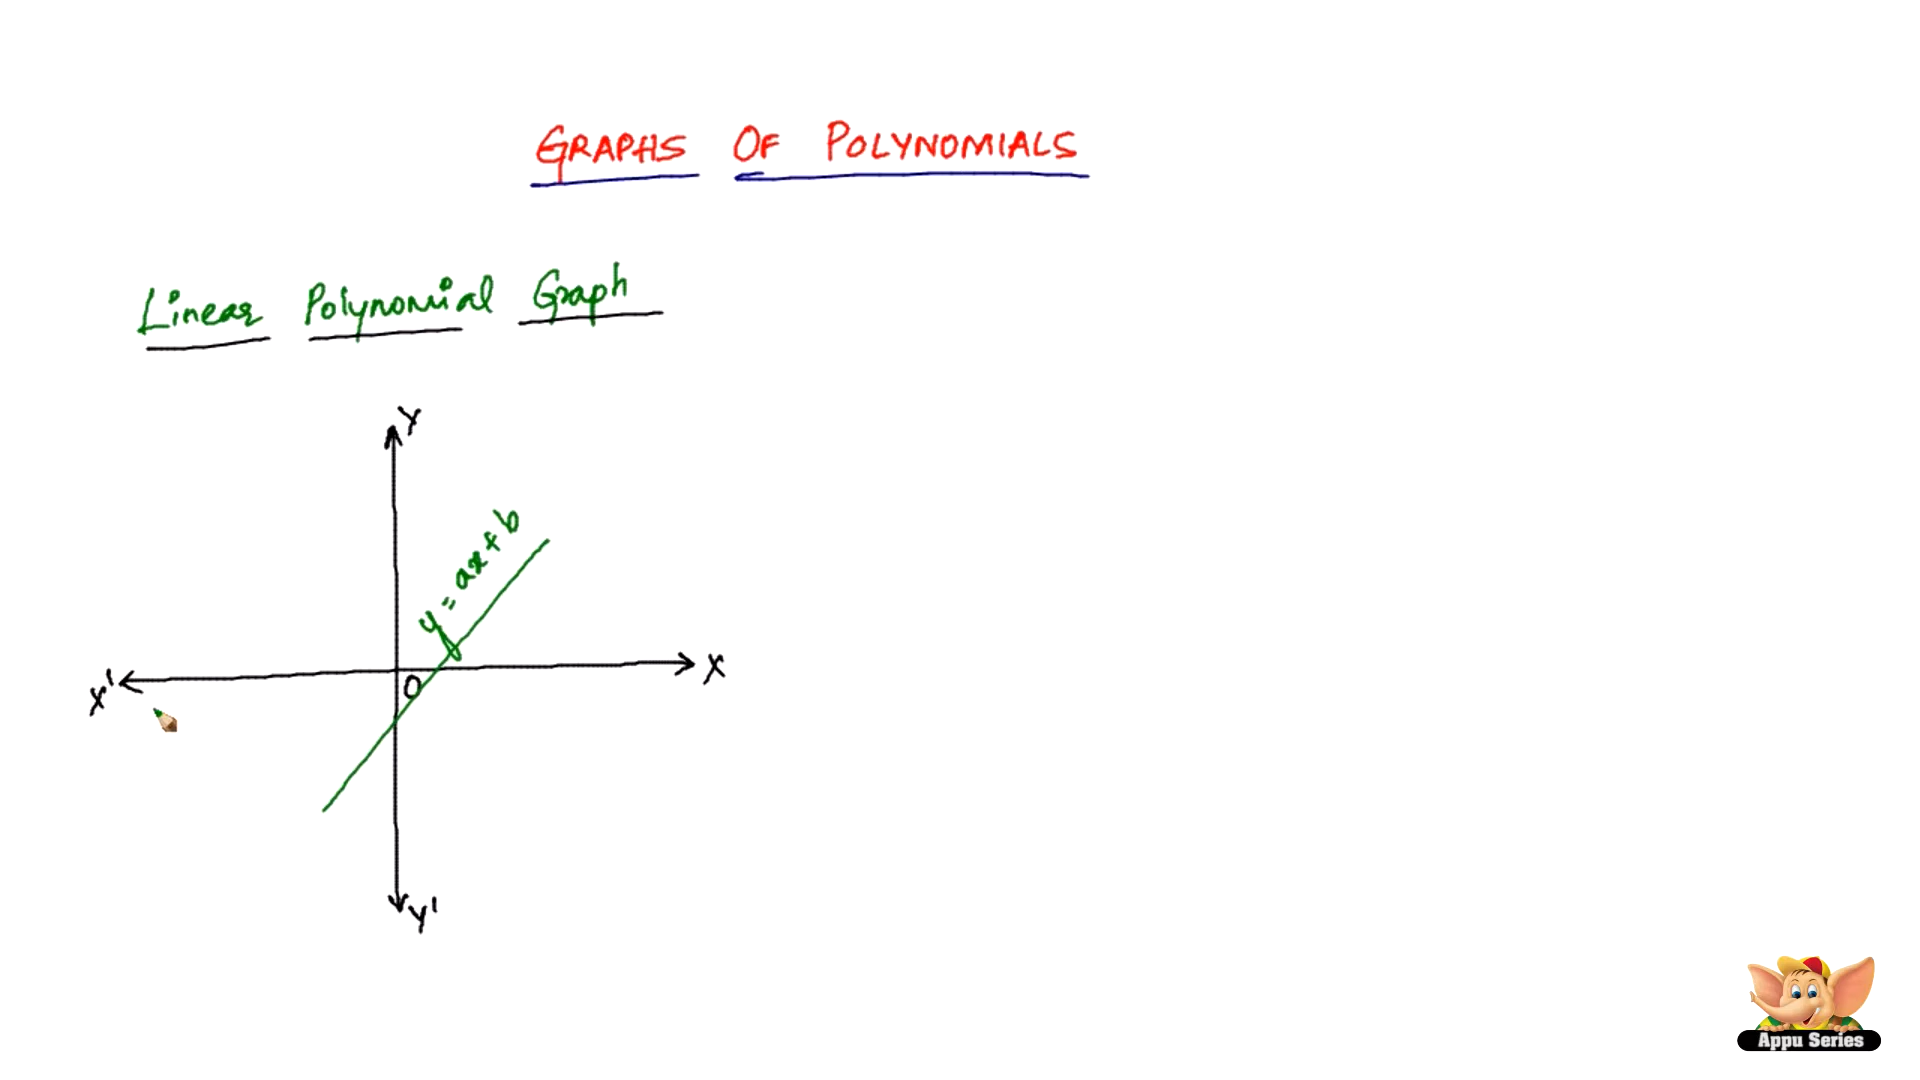 GRAPHS OF POLYNOMIALS
Linear Polynomial Graph
Y
y = ax + b
X' O X
Y'
Appu Series